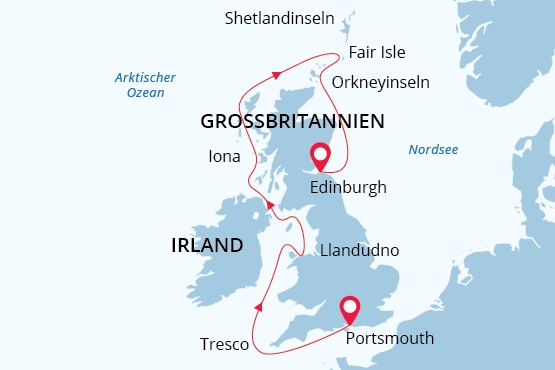 Shetlandinseln
Fair Isle
Arktischer
Ozean
Orkneyinseln
GROSSBRITANNIEN
Nordsee
Iona
Edinburgh
IRLAND
Llandudno
Tresco
Portsmouth